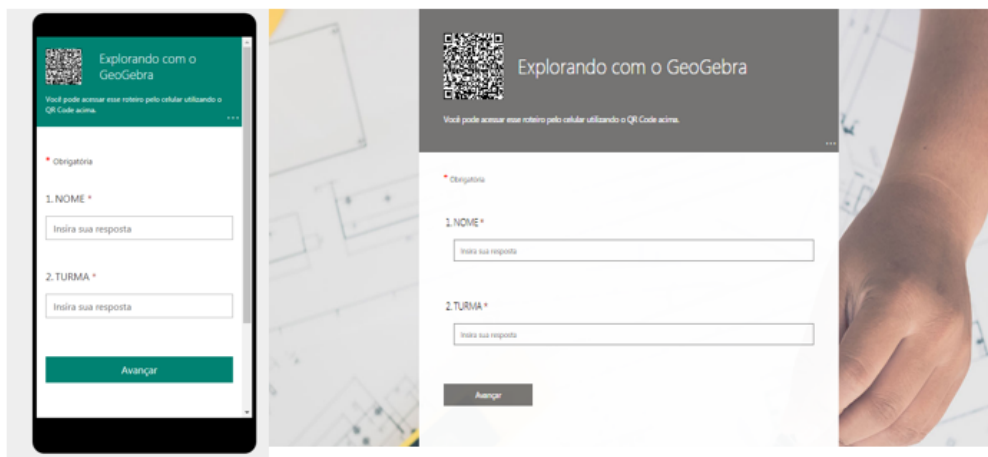 Explorando com o
GeoGebra
Você pode acessar esse roteiro pelo celular utilizando o
QR Code acima.
...
* Obrigatória
1. NOME *
Insira sua resposta
2. TURMA *
Insira sua resposta
Avançar
Explorando com o GeoGebra
Você pode acessar esse roteiro pelo celular utilizando o QR Code acima.
...
* Obrigatória
1. NOME *
Insira sua resposta
2. TURMA *
Insira sua resposta
Avançar